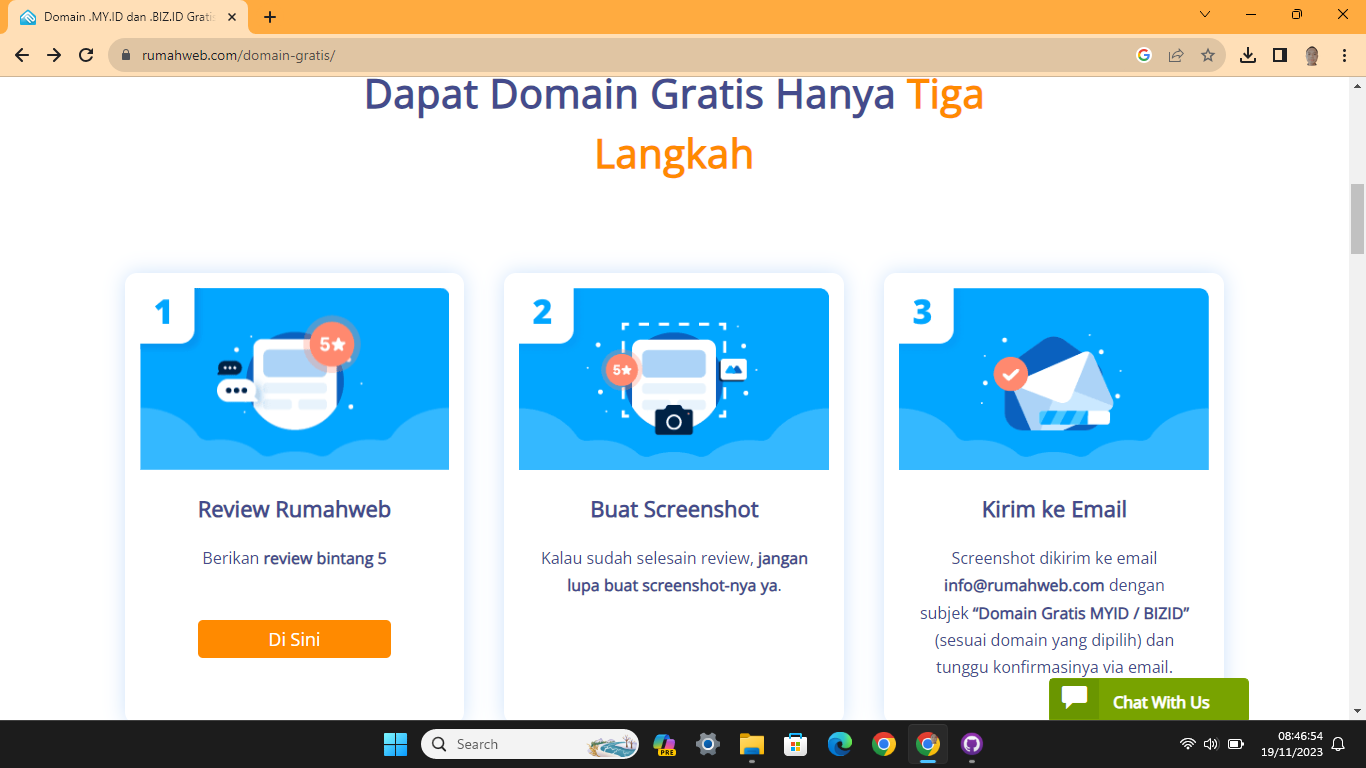 Domain .MY.ID dan .BIZ.ID Grati
rumahweb.com/domain-gratis/
Dapat Domain Gratis Hanya Tiga
Langkah
1
5
Review Rumahweb
Berikan review bintang 5
Di Sini
2
5
Buat Screenshot
Kalau sudah selesain review, jangan
lupa buat screenshot-nya ya.
3
Kirim ke Email
Screenshot dikirim ke email
info@rumahweb.com dengan
subjek “Domain Gratis MYID / BIZID”
(sesuai domain yang dipilih) dan
tunggu konfirmasinya via email.
Chat With Us
Search
PRE
08:46:54
19/11/2023